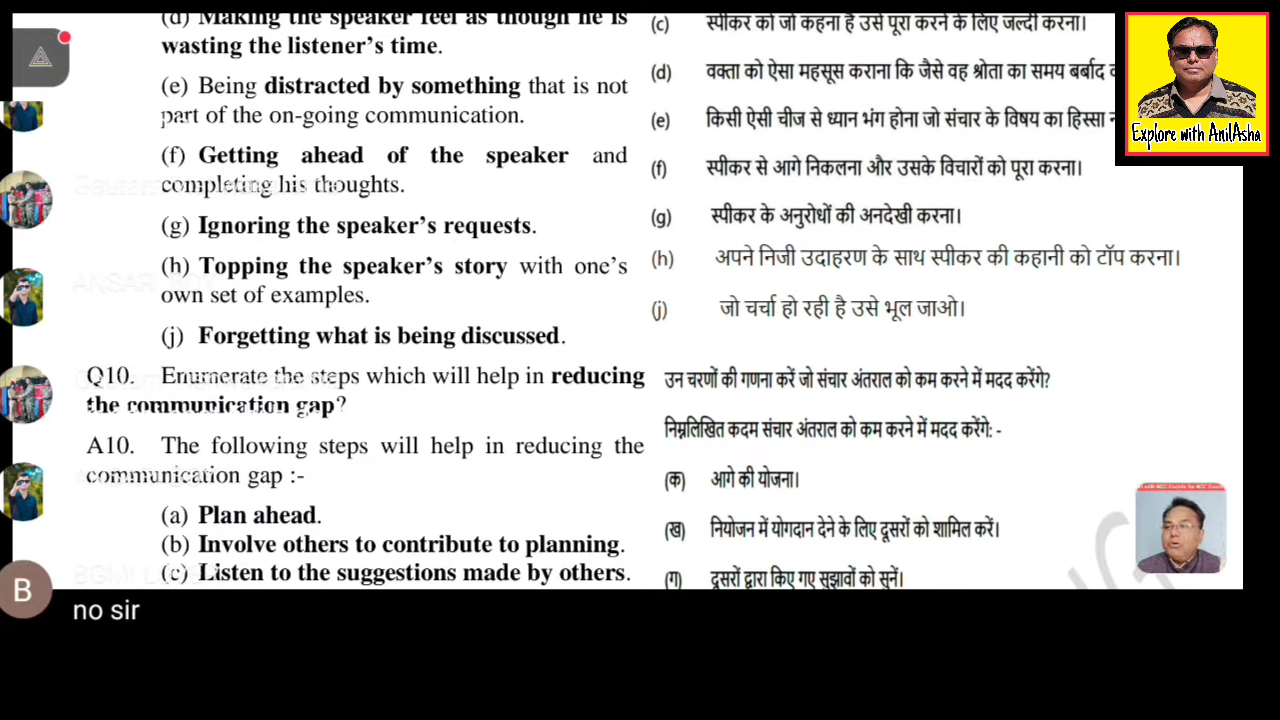 (d) Making the speaker feel as though he is
wasting the listener's time.
(e) Being distracted by something that is not
part of the on-going communication.
(f) Getting ahead of the speaker and
completing his thoughts.
(g) Ignoring the speaker's requests.
(h) Topping the speaker's story with one's
own set of examples.
(j) Forgetting what is being discussed.
Q10. Enumerate the steps which will help in reducing
the communication gap?
A10. The following steps will help in reducing the
communication gap :-
(a) Plan ahead.
(b) Involve others to contribute to planning.
(c) Listen to the suggestions made by others.
(c) स्पीकर को जो कहना है उसे पूरा करने के लिए जल्दी करना।
(d) वक्ता को ऐसा महसूस कराना कि जैसे वह श्रोता का समय बर्बाद
(e) किसी ऐसी चीज से ध्यान भंग होना जो संचार के विषय का हिस्सा
(f) स्पीकर से आगे निकलना और उसके विचारों को पूरा करना।
(g) स्पीकर के अनुरोधों की अनदेखी करना।
(h) अपने निजी उदाहरण के साथ स्पीकर की कहानी को टॉप करना।
(j) जो चर्चा हो रही है उसे भूल जाओ।
उन चरणों की गणना करें जो संचार अंतराल को कम करने में मदद करेंगे?
निम्नलिखित कदम संचार अंतराल को कम करने में मदद करेंगे: -
(क) आगे की योजना।
(ख) नियोजन में योगदान देने के लिए दूसरों को शामिल करें।
(ग) दूसरों द्वारा किए गए सुझावों को सुनें।
Explore with AnilAsha
B
no sir